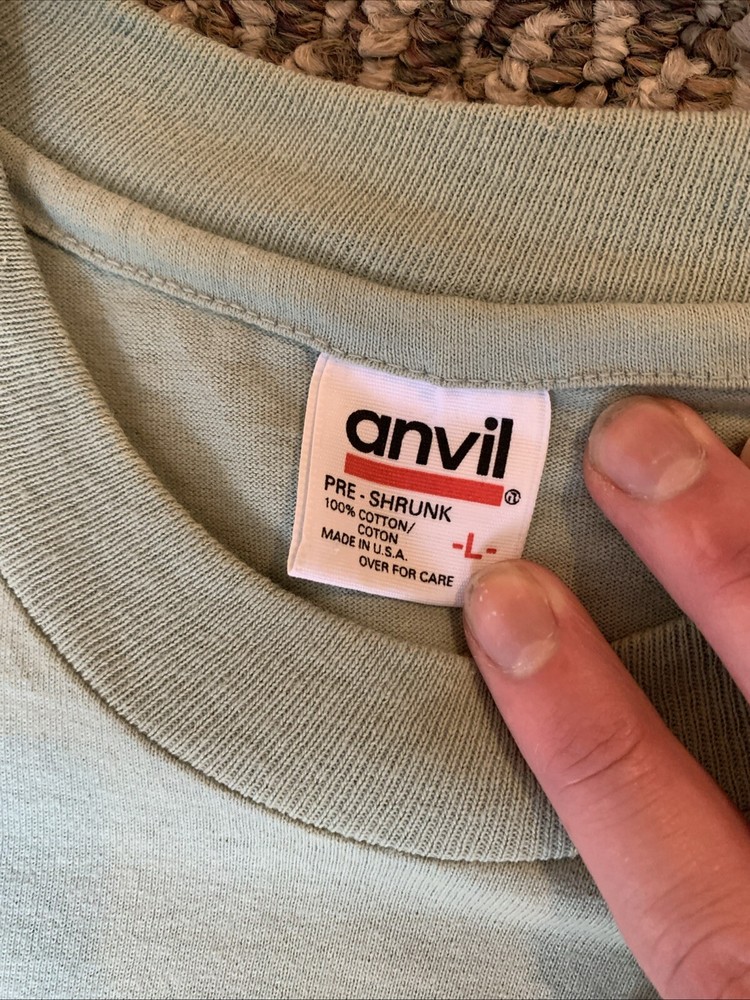 anvil®
PRE - SHRUNK
100% COTTON/
COTON
-L-
MADE IN U.S.A.
OVER FOR CARE